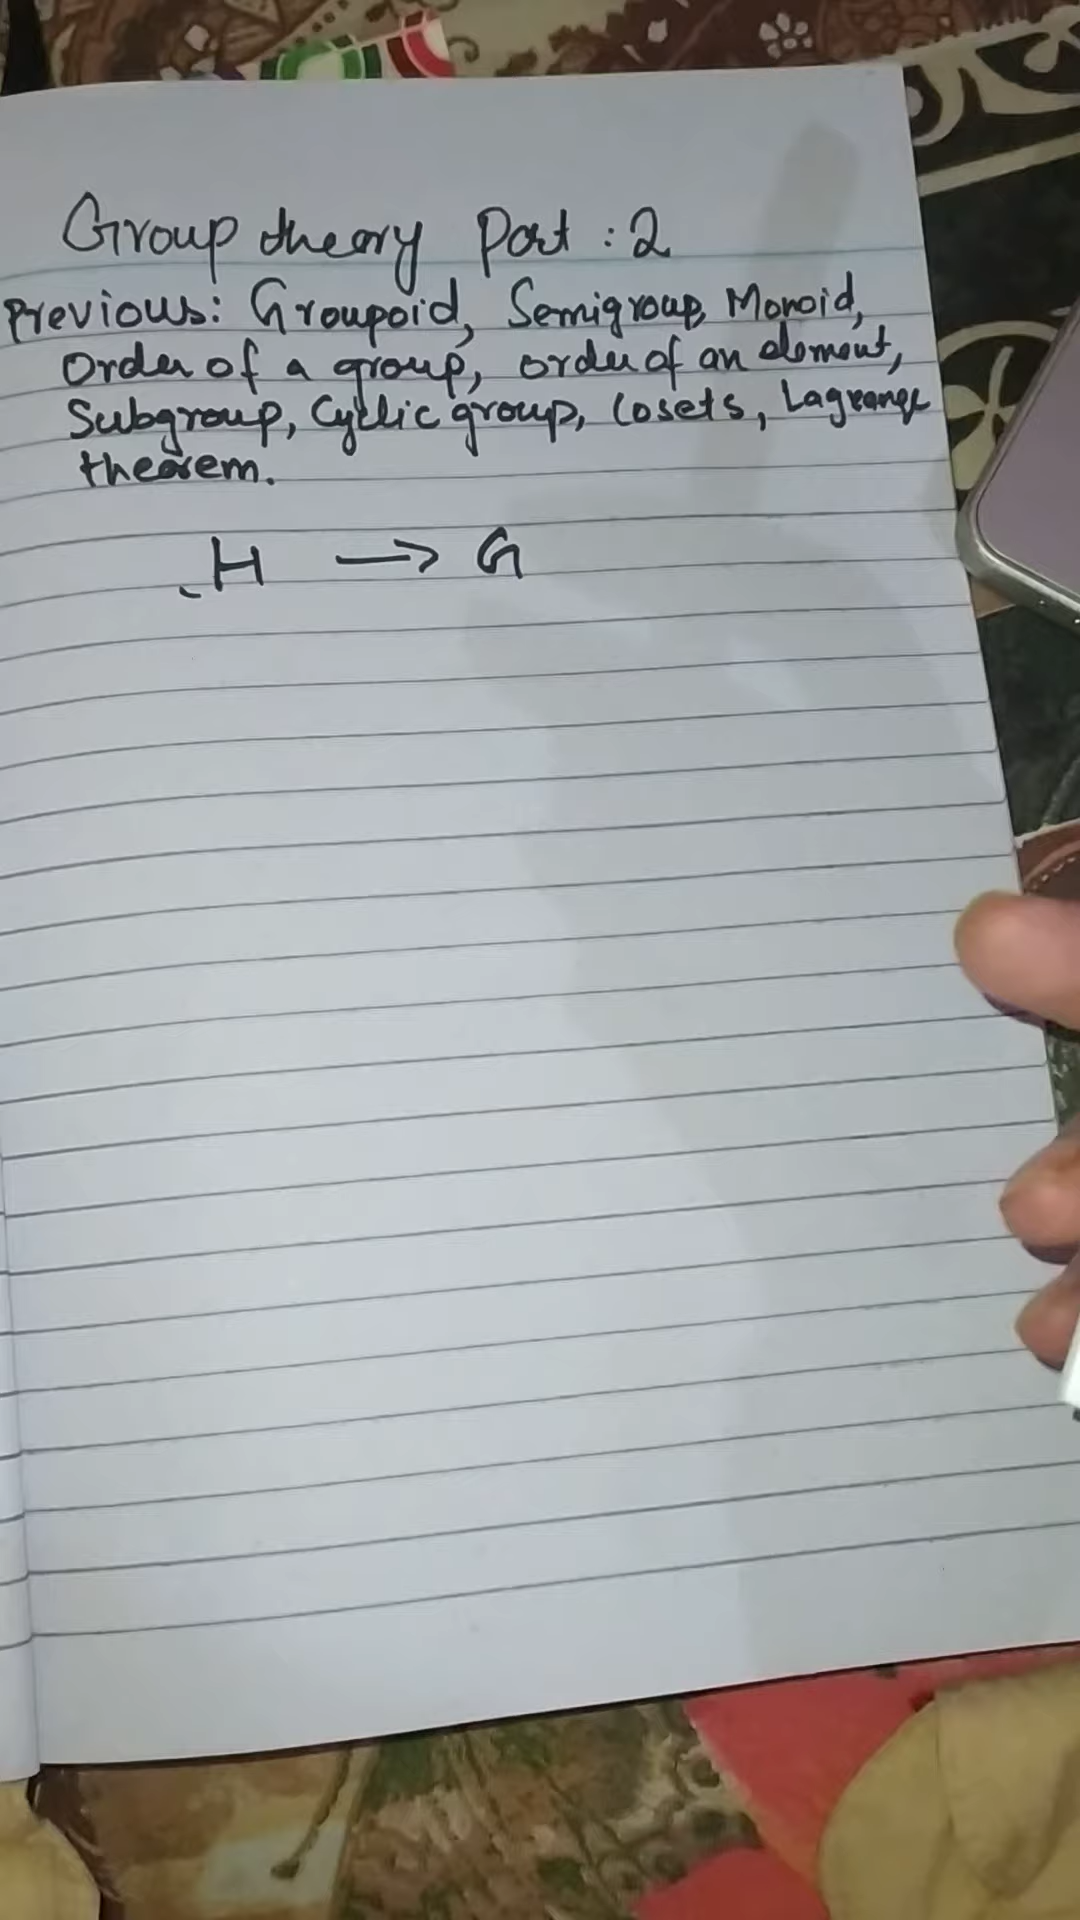 Group theory Part : 2
Previous: Groupoid, Semigroup, Monoid,
Order of a group, order of an element,
Subgroup, Cyclic group, Cosets, Lagrange
theorem.
H → G